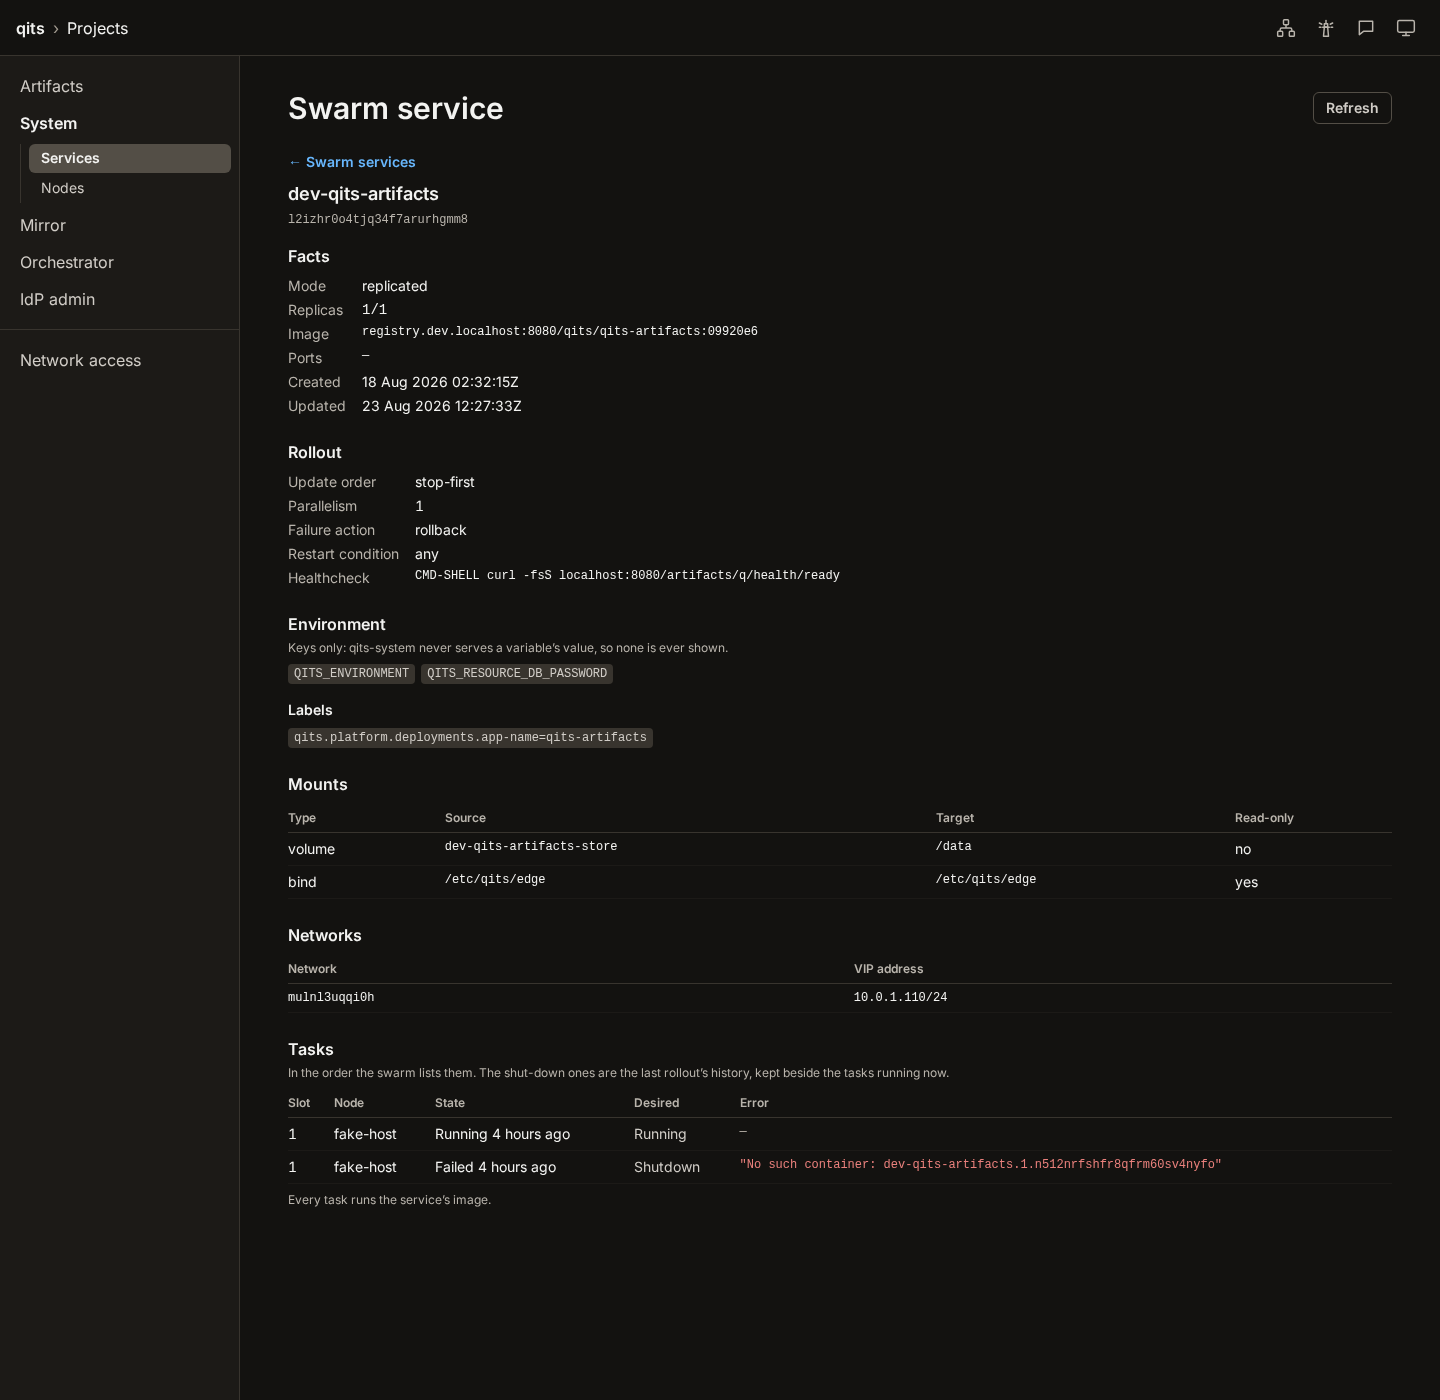 qits › Projects
Artifacts
System
Services
Nodes
Mirror
Orchestrator
IdP admin
Network access
Swarm service
Refresh
← Swarm services
dev-qits-artifacts
l2izhr0o4tjq34f7arurhgmm8
Facts
Mode replicated
Replicas 1/1
Image registry.dev.localhost:8080/qits/qits-artifacts:09920e6
Ports —
Created 18 Aug 2026 02:32:15Z
Updated 23 Aug 2026 12:27:33Z
Rollout
Update order stop-first
Parallelism 1
Failure action rollback
Restart condition any
Healthcheck CMD-SHELL curl -fsS localhost:8080/artifacts/q/health/ready
Environment
Keys only: qits-system never serves a variable’s value, so none is ever shown.
QITS_ENVIRONMENT QITS_RESOURCE_DB_PASSWORD
Labels
qits.platform.deployments.app-name=qits-artifacts
Mounts
Type Source Target Read-only
volume dev-qits-artifacts-store /data no
bind /etc/qits/edge /etc/qits/edge yes
Networks
Network VIP address
mulnl3uqqi0h 10.0.1.110/24
Tasks
In the order the swarm lists them. The shut-down ones are the last rollout’s history, kept beside the tasks running now.
Slot Node State Desired Error
1 fake-host Running 4 hours ago Running —
1 fake-host Failed 4 hours ago Shutdown "No such container: dev-qits-artifacts.1.n512nrfshfr8qfrm60sv4nyfo"
Every task runs the service’s image.